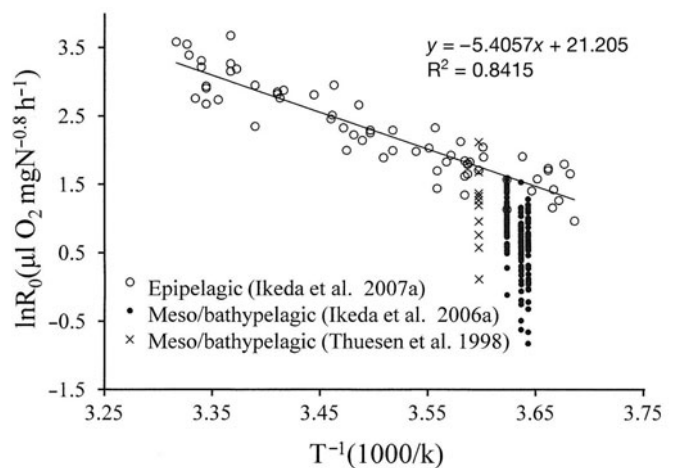 y = −5.4057x + 21.205
R² = 0.8415
3.5
2.5
1.5
0.5
−0.5
−1.5
lnR₀(µl O₂ mgN⁻⁰·⁸ h⁻¹)
Epipelagic (Ikeda et al. 2007a)
Meso/bathypelagic (Ikeda et al. 2006a)
Meso/bathypelagic (Thuesen et al. 1998)
3.25 3.35 3.45 3.55 3.65 3.75
T⁻¹(1000/k)